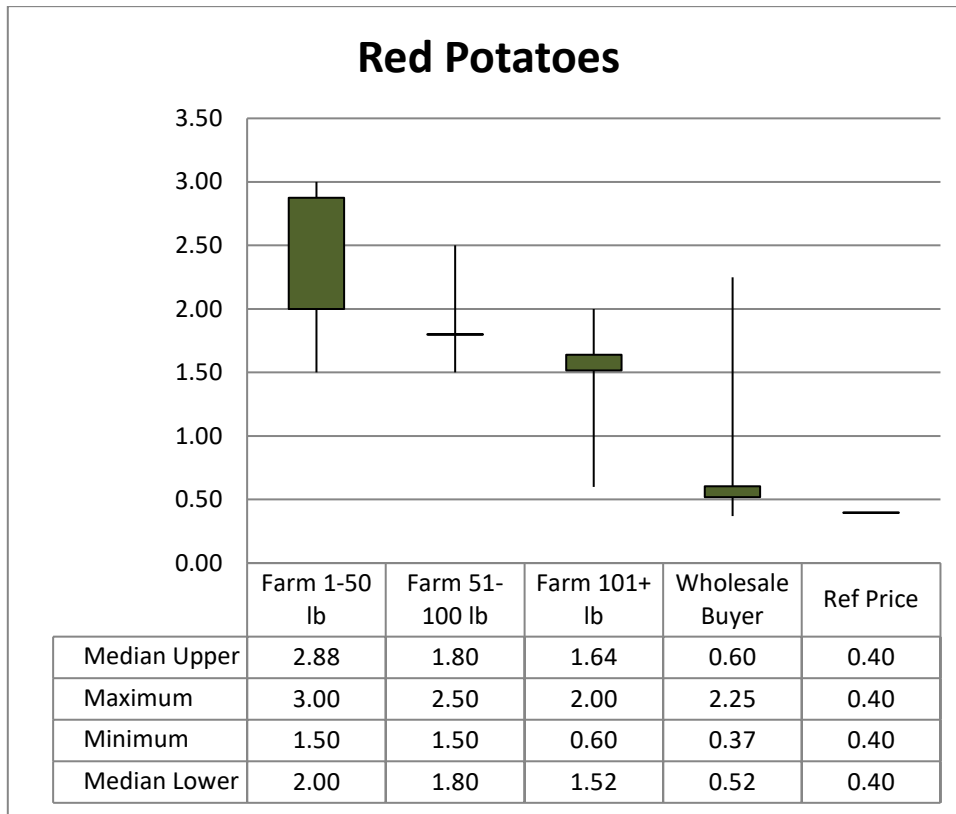 Red Potatoes
3.50
3.00
2.50
2.00
1.50
1.00
0.50
0.00
Farm 1-50 lb Farm 51-100 lb Farm 101+ lb Wholesale Buyer Ref Price
Median Upper 2.88 1.80 1.64 0.60 0.40
Maximum 3.00 2.50 2.00 2.25 0.40
Minimum 1.50 1.50 0.60 0.37 0.40
Median Lower 2.00 1.80 1.52 0.52 0.40